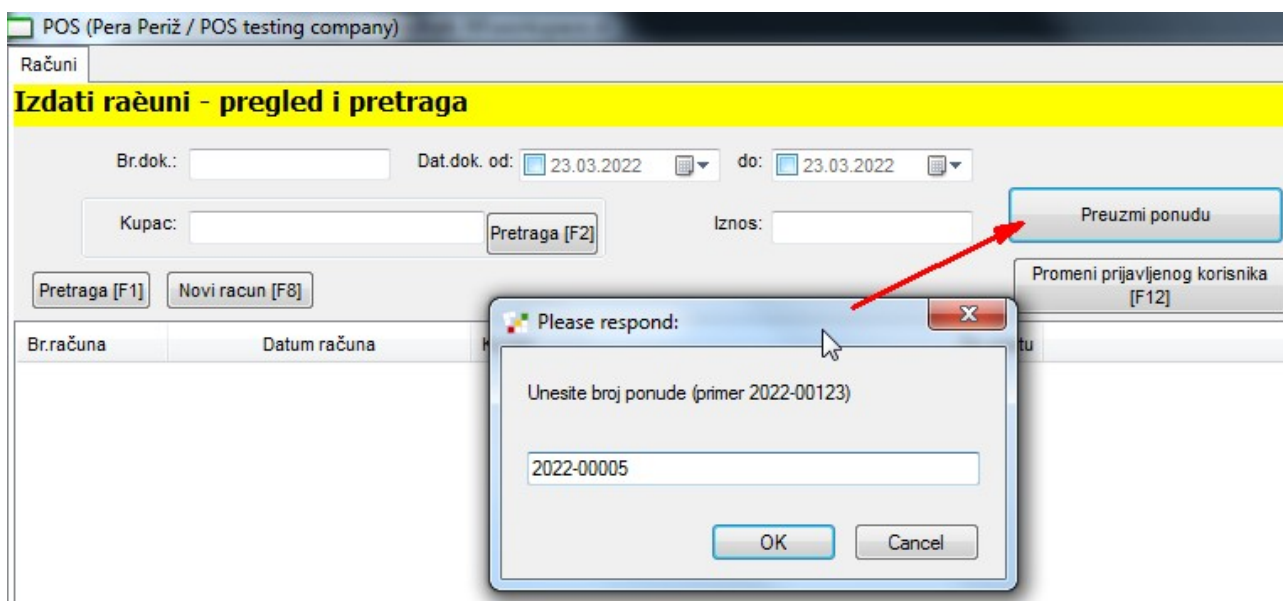 POS (Pera Periž / POS testing company)
Računi
Izdati raèuni - pregled i pretraga
Br.dok.: Dat.dok. od: 23.03.2022 do: 23.03.2022
Kupac: Pretraga [F2] Iznos: Preuzmi ponudu
Pretraga [F1] Novi racun [F8] Promeni prijavljenog korisnika
[F12]
Please respond:
Br.računa Datum računa
Unesite broj ponude (primer 2022-00123)
2022-00005
OK Cancel